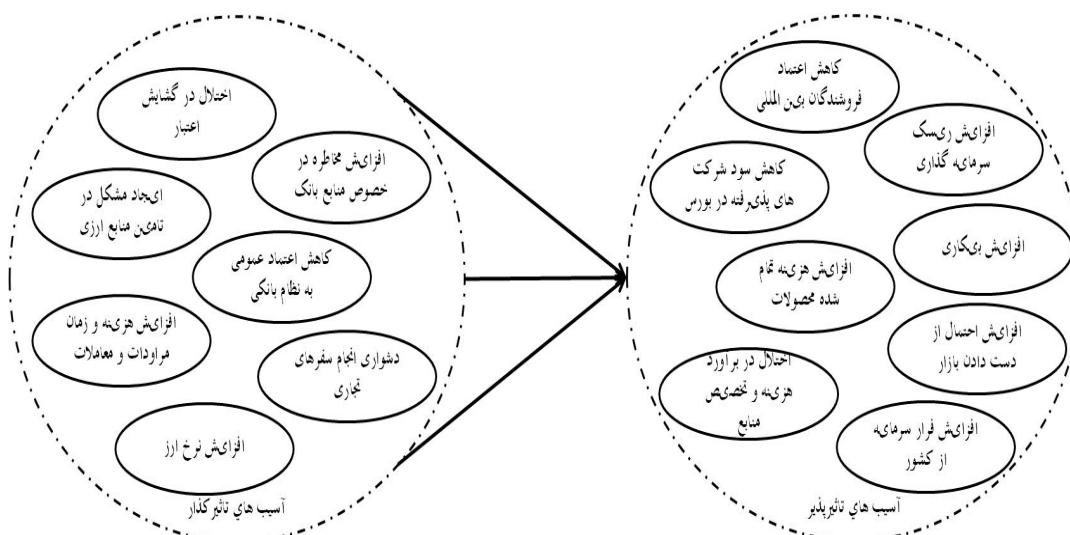 اختلال در گشایش
اعتبار
افزایش مخاطره در
خصوص منابع بانک
ایجاد مشکل در
تامین منابع ارزی
کاهش اعتماد عمومی
به نظام بانکی
افزایش هزینه و زمان
مراودات و معاملات
دشواری انجام سفرهای
تجاری
افزایش نرخ ارز
آسیب هاي تاثیرگذار
کاهش اعتماد
فروشندگان بین المللی
افزایش ریسک
سرمایه گذاری
کاهش سود شرکت
های پذیرفته در بورس
افزایش بیکاری
افزایش هزینه تمام
شده محصولات
افزایش احتمال از
دست دادن بازار
اختلال در براورد
هزینه و تخصیص
منابع
افزایش فرار سرمایه
از کشور
آسیب هاي تاثیرپذیر